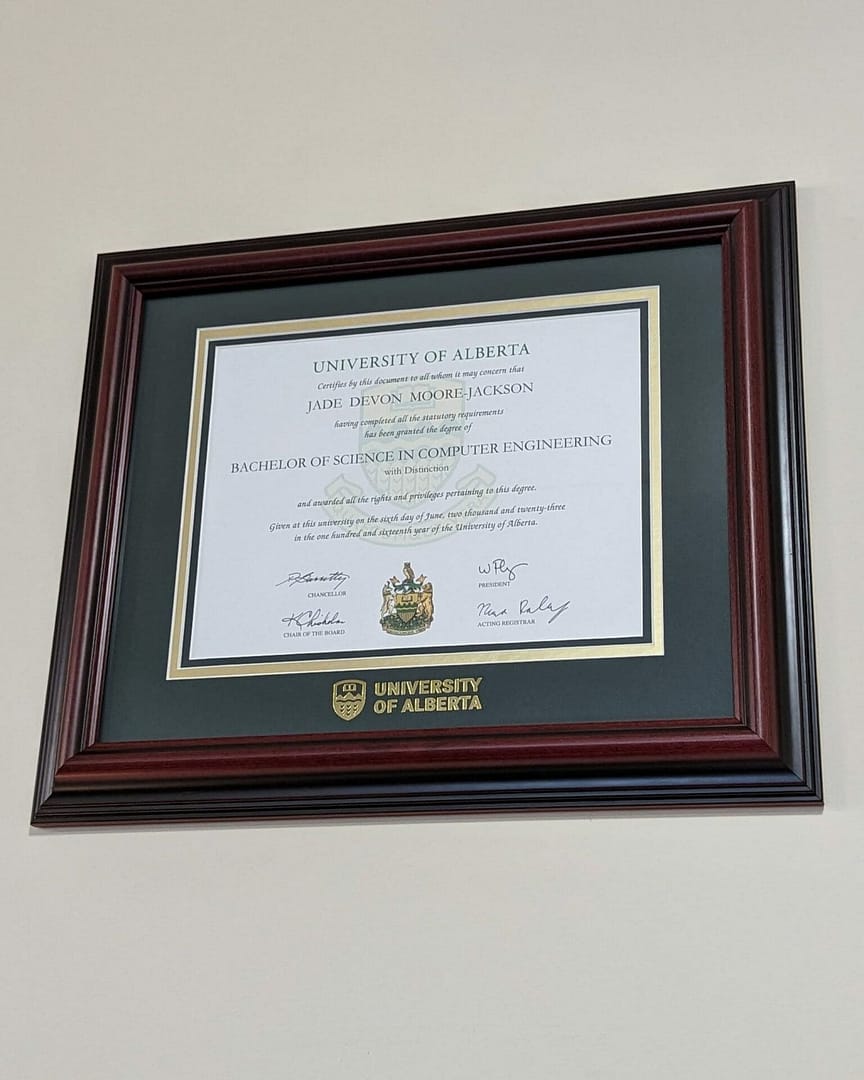 UNIVERSITY OF ALBERTA
Certifies by this document to all whom it may concern that
JADE DEVON MOORE-JACKSON
having completed all the statutory requirements
has been granted the degree of
BACHELOR OF SCIENCE IN COMPUTER ENGINEERING
with Distinction
and awarded all the rights and privileges pertaining to this degree.
Given at this university on the sixth day of June, two thousand and twenty-three
in the one hundred and sixteenth year of the University of Alberta.
CHANCELLOR
PRESIDENT
CHAIR OF THE BOARD
ACTING REGISTRAR
UNIVERSITY
OF ALBERTA